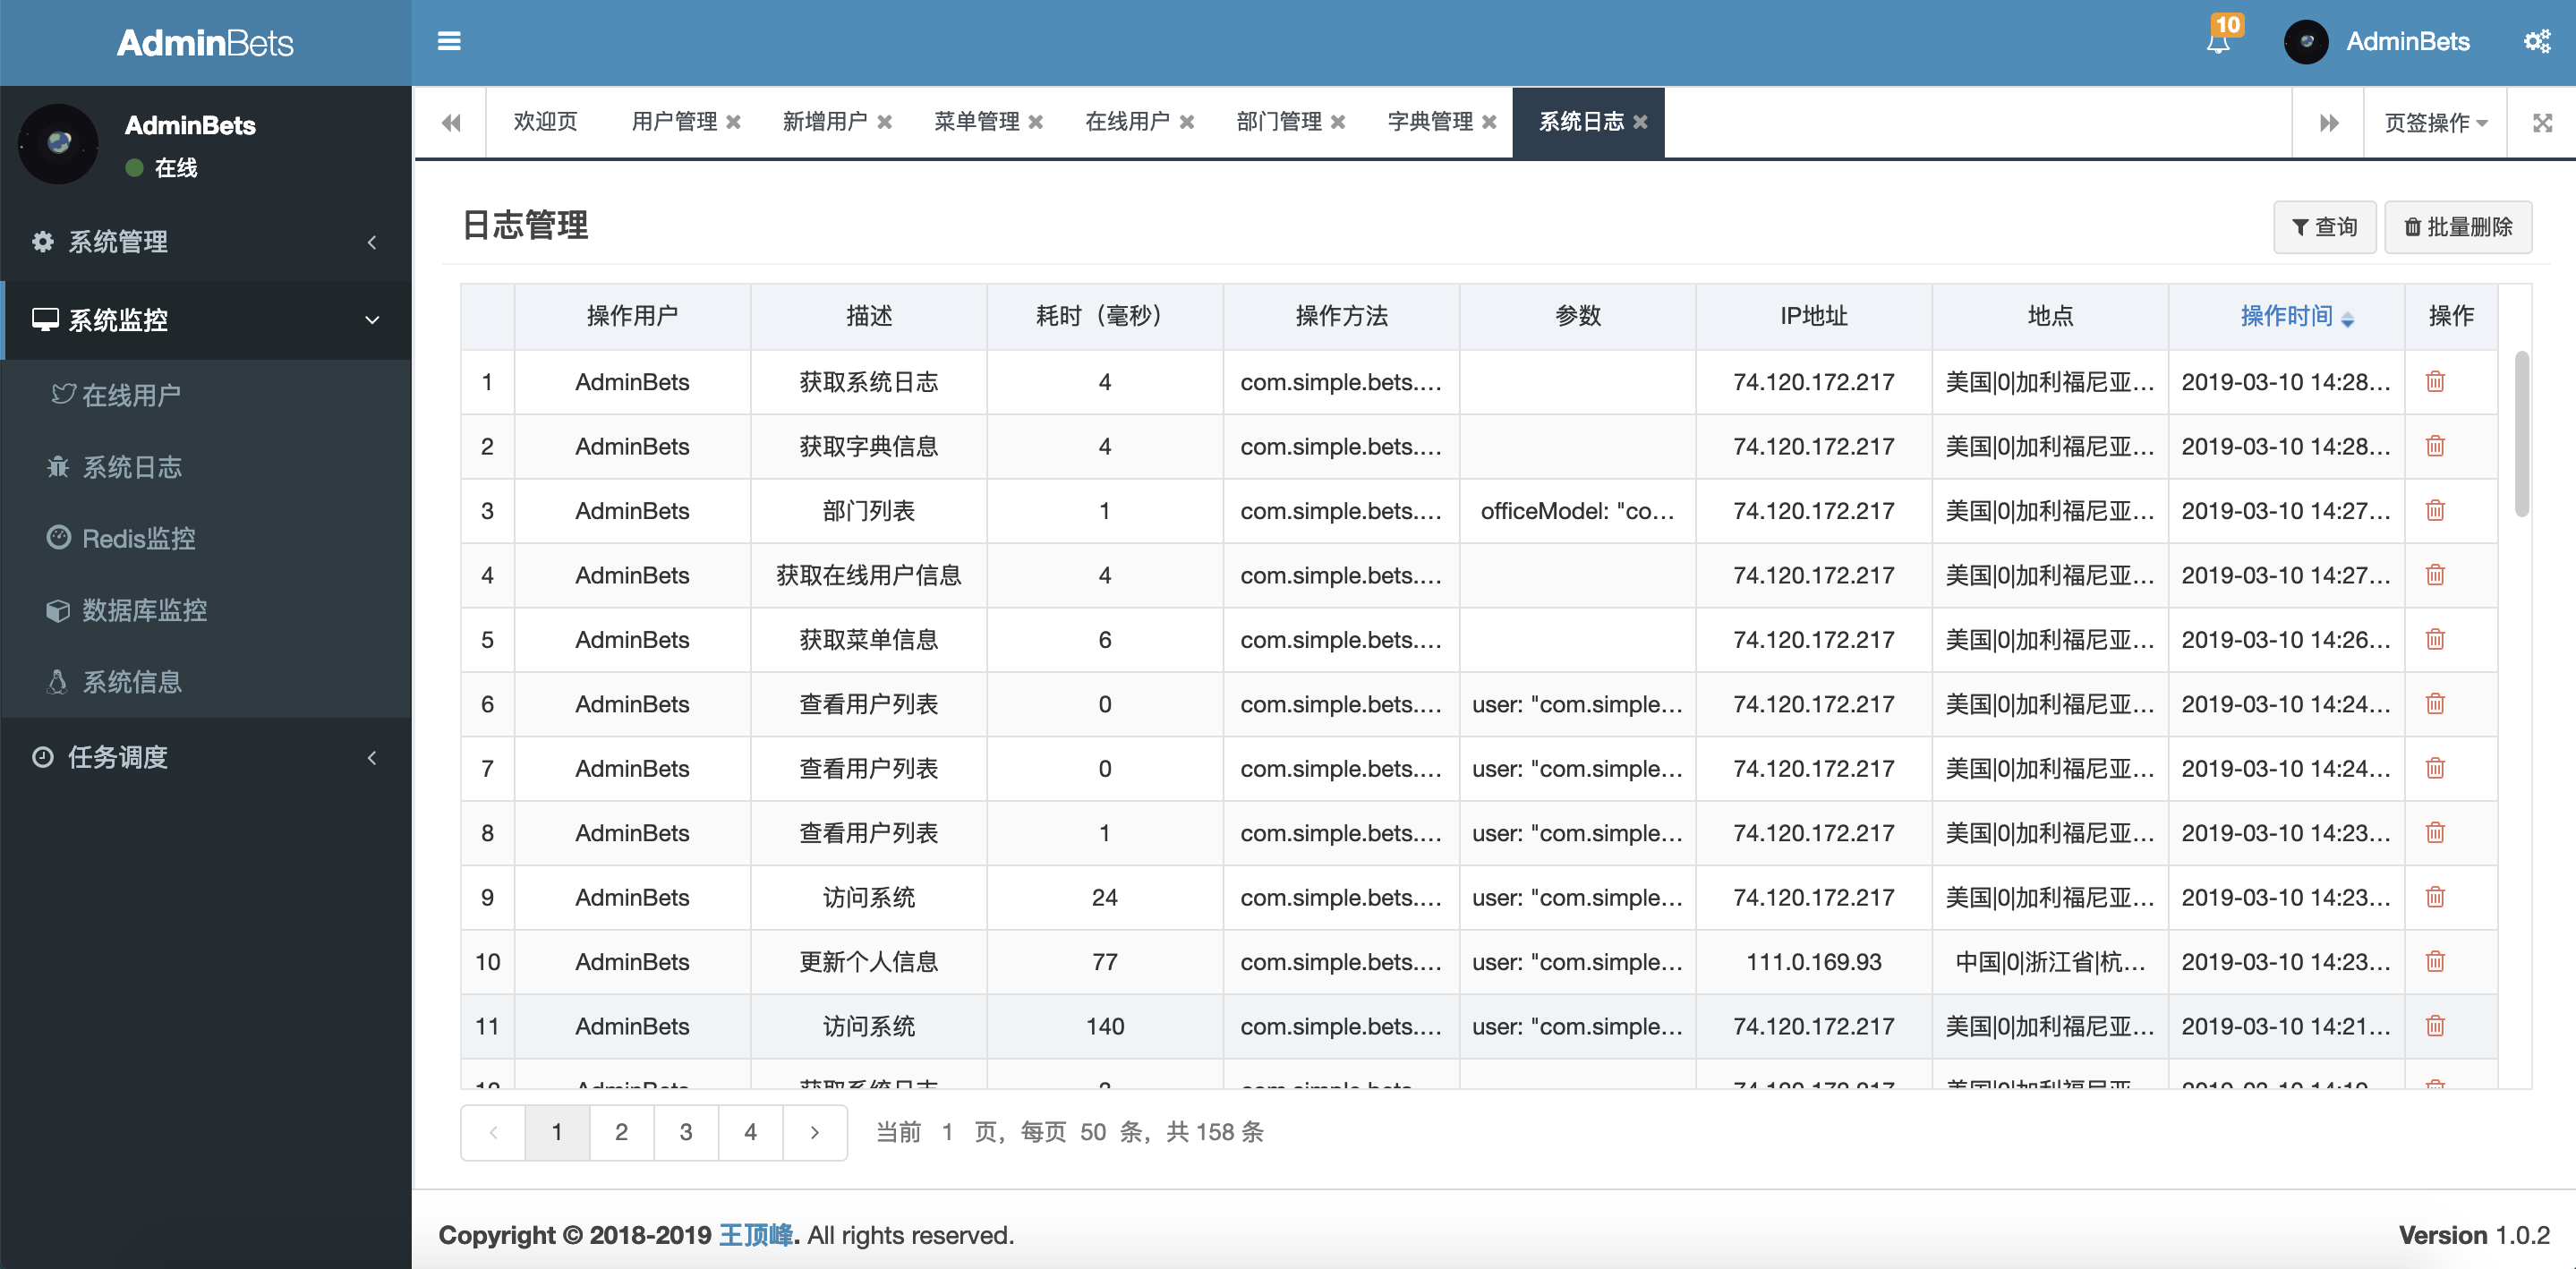 AdminBets
10
AdminBets
AdminBets
在线
系统管理
系统监控
在线用户
系统日志
Redis监控
数据库监控
系统信息
任务调度
欢迎页 用户管理 新增用户 菜单管理 在线用户 部门管理 字典管理 系统日志 页签操作
日志管理
查询 批量删除
操作用户 描述 耗时（毫秒） 操作方法 参数 IP地址 地点 操作时间 操作
1 AdminBets 获取系统日志 4 com.simple.bets.... 74.120.172.217 美国|0|加利福尼亚... 2019-03-10 14:28...
2 AdminBets 获取字典信息 4 com.simple.bets.... 74.120.172.217 美国|0|加利福尼亚... 2019-03-10 14:28...
3 AdminBets 部门列表 1 com.simple.bets.... officeModel: "co... 74.120.172.217 美国|0|加利福尼亚... 2019-03-10 14:27...
4 AdminBets 获取在线用户信息 4 com.simple.bets.... 74.120.172.217 美国|0|加利福尼亚... 2019-03-10 14:27...
5 AdminBets 获取菜单信息 6 com.simple.bets.... 74.120.172.217 美国|0|加利福尼亚... 2019-03-10 14:26...
6 AdminBets 查看用户列表 0 com.simple.bets.... user: "com.simple... 74.120.172.217 美国|0|加利福尼亚... 2019-03-10 14:24...
7 AdminBets 查看用户列表 0 com.simple.bets.... user: "com.simple... 74.120.172.217 美国|0|加利福尼亚... 2019-03-10 14:24...
8 AdminBets 查看用户列表 1 com.simple.bets.... user: "com.simple... 74.120.172.217 美国|0|加利福尼亚... 2019-03-10 14:23...
9 AdminBets 访问系统 24 com.simple.bets.... user: "com.simple... 74.120.172.217 美国|0|加利福尼亚... 2019-03-10 14:23...
10 AdminBets 更新个人信息 77 com.simple.bets.... user: "com.simple... 111.0.169.93 中国|0|浙江省|杭... 2019-03-10 14:23...
11 AdminBets 访问系统 140 com.simple.bets.... user: "com.simple... 74.120.172.217 美国|0|加利福尼亚... 2019-03-10 14:21...
1 2 3 4 当前 1 页，每页 50 条，共 158 条
Copyright © 2018-2019 王顶峰. All rights reserved.
Version 1.0.2